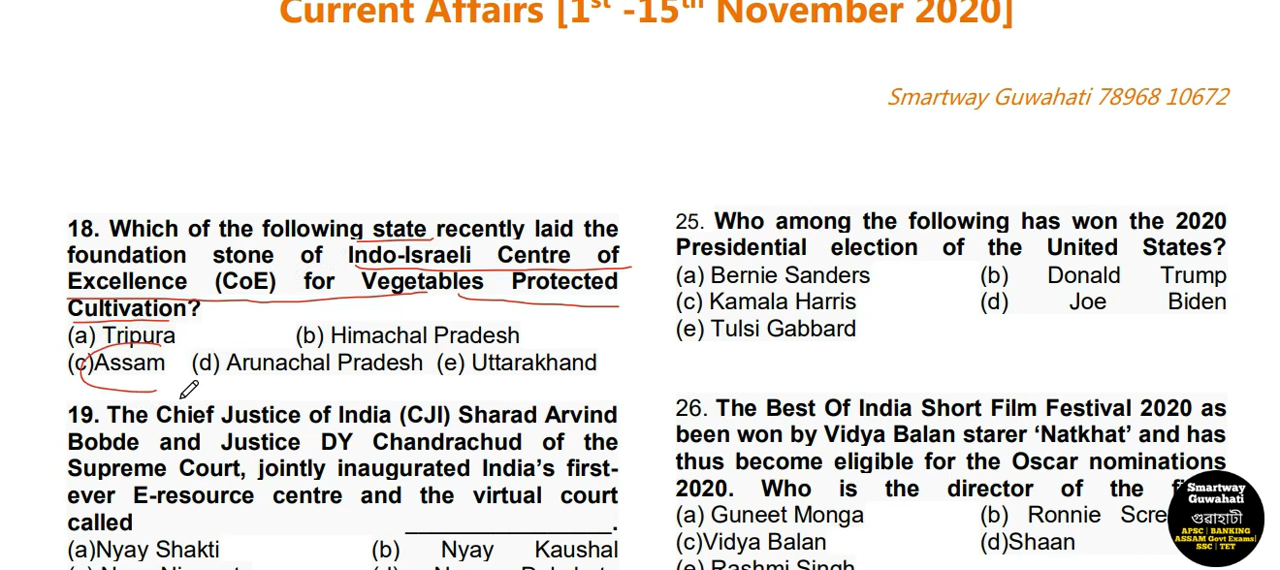 Current Affairs [1st -15th November 2020]
Smartway Guwahati 78968 10672
18. Which of the following state recently laid the
foundation stone of Indo-Israeli Centre of
Excellence (CoE) for Vegetables Protected
Cultivation?
(a) Tripura (b) Himachal Pradesh
(c)Assam (d) Arunachal Pradesh (e) Uttarakhand
19. The Chief Justice of India (CJI) Sharad Arvind
Bobde and Justice DY Chandrachud of the
Supreme Court, jointly inaugurated India’s first-
ever E-resource centre and the virtual court
called ________________.
(a)Nyay Shakti (b) Nyay Kaushal
25. Who among the following has won the 2020
Presidential election of the United States?
(a) Bernie Sanders (b) Donald Trump
(c) Kamala Harris (d) Joe Biden
(e) Tulsi Gabbard
26. The Best Of India Short Film Festival 2020 as
been won by Vidya Balan starer ‘Natkhat’ and has
thus become eligible for the Oscar nominations
2020. Who is the director of the
(a) Guneet Monga (b) Ronnie
(c)Vidya Balan (d)Shaan
(e) Rashmi Singh
Smartway
Guwahati
গুৱাহাটী
APSC | BANKING
ASSAM Govt Exams|
SSC | TET